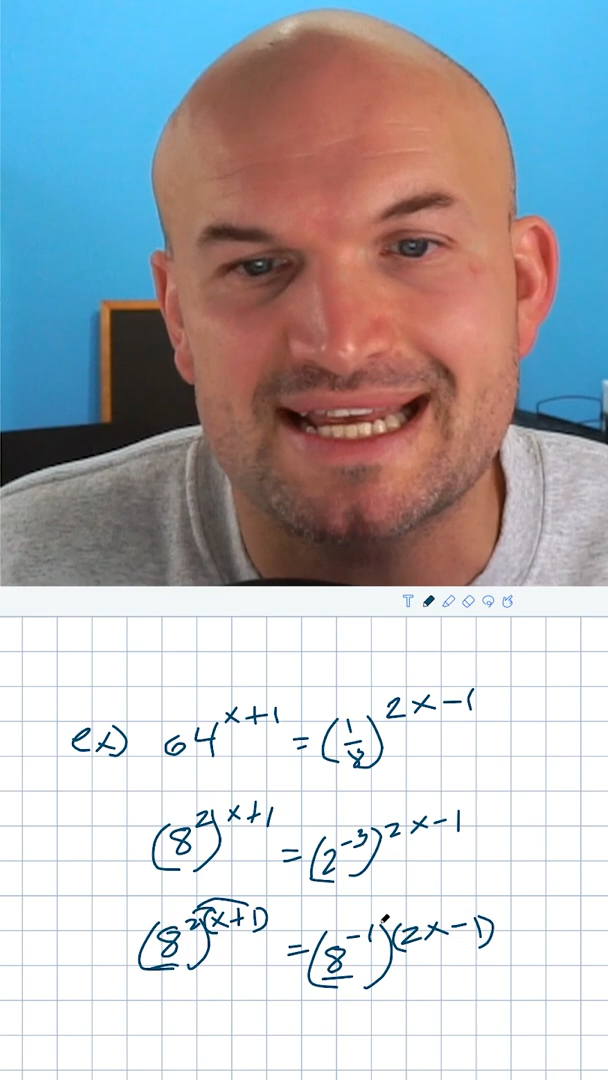 T
ex) 64^{x+1} = (1/8)^{2x-1}
(8^2)^{x+1} = (2^{-3})^{2x-1}
(8^2)^{(x+1)} = (8^{-1})^{(2x-1)}